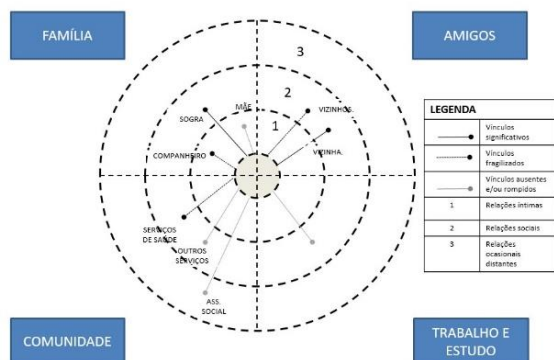 FAMÍLIA
AMIGOS
3
2
1
MÃE
SOGRA
VIZINHOS.
COMPANHEIRO
VIZINHA.
SERVIÇOS
DE SAÚDE
OUTROS
SERVIÇOS
ASS.
SOCIAL
LEGENDA
Vínculos
significativos
Vínculos
fragilizados
Vínculos ausentes
e/ou rompidos
1 Relações íntimas
2 Relações sociais
3 Relações
ocasionais
distantes
COMUNIDADE
TRABALHO E
ESTUDO